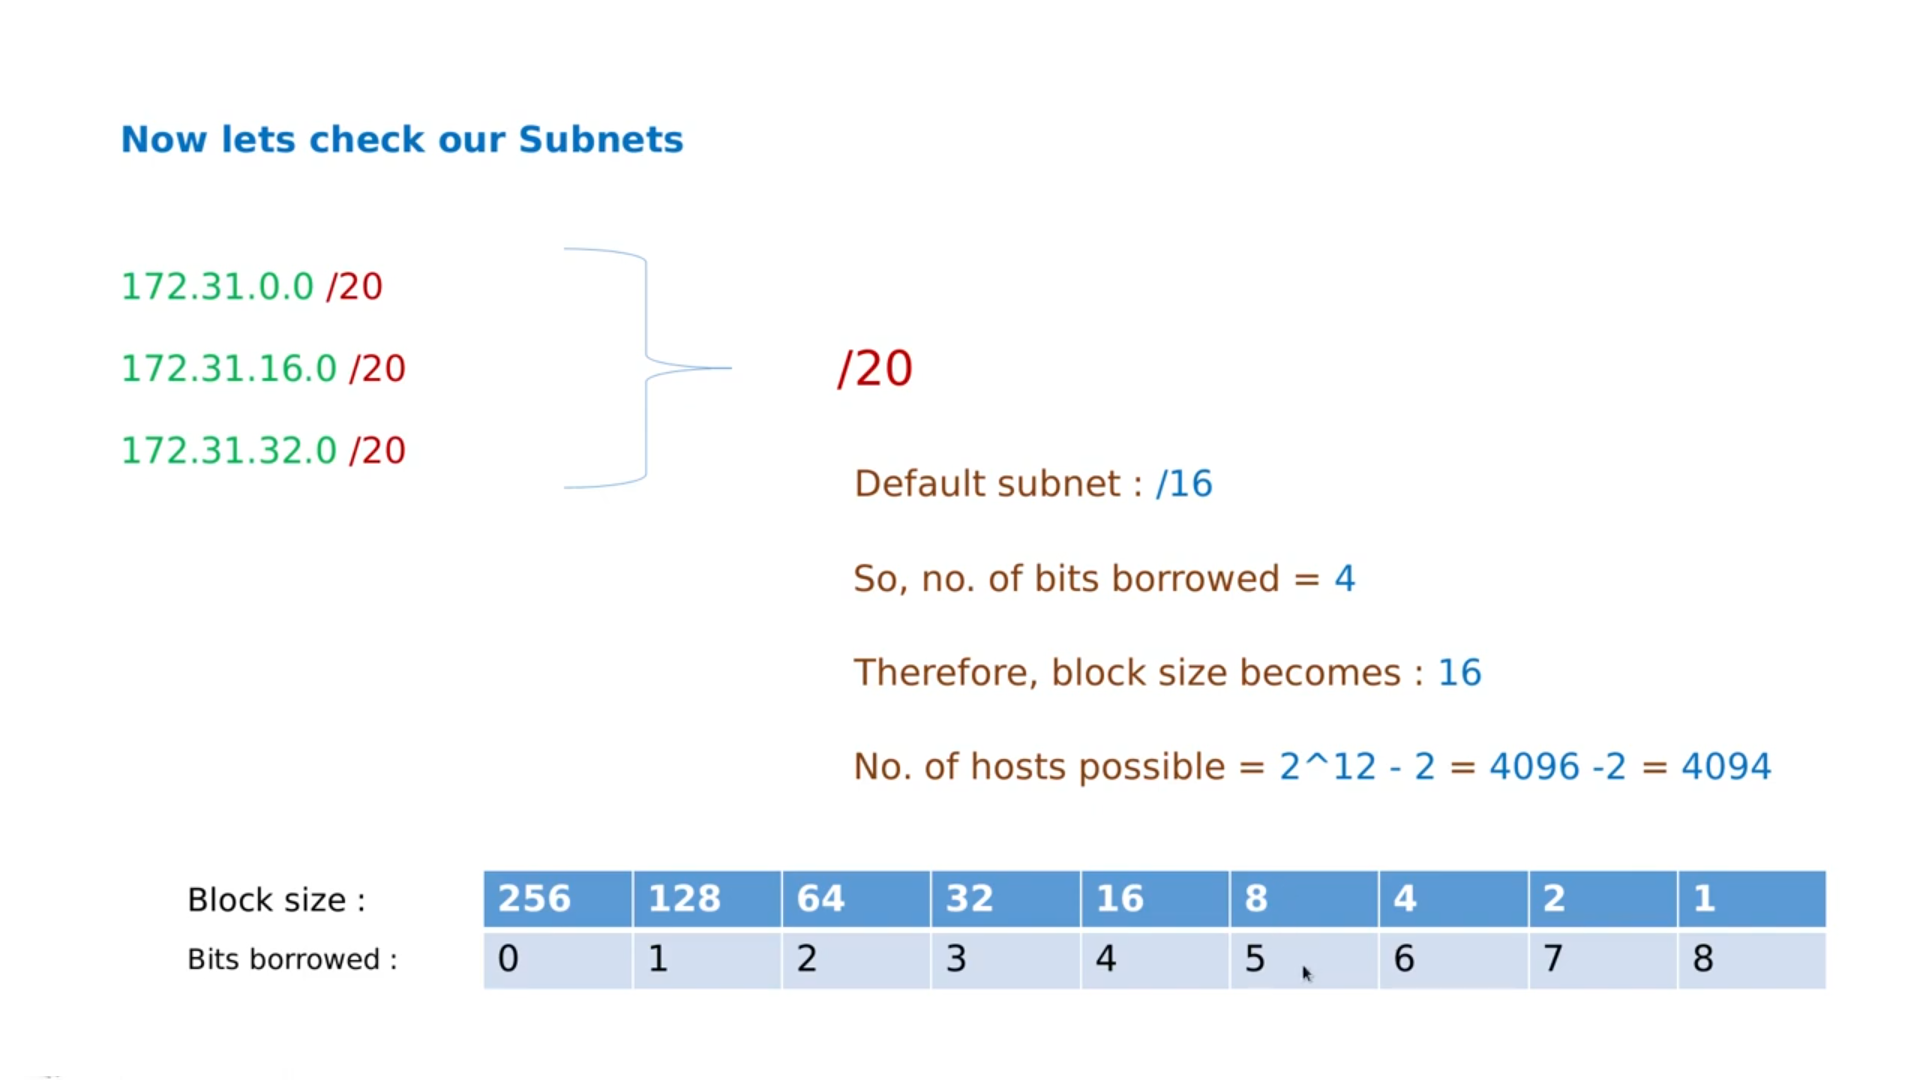 Now lets check our Subnets
172.31.0.0 /20
172.31.16.0 /20
172.31.32.0 /20
/20
Default subnet : /16
So, no. of bits borrowed = 4
Therefore, block size becomes : 16
No. of hosts possible = 2^12 - 2 = 4096 -2 = 4094
Block size : 256 128 64 32 16 8 4 2 1
Bits borrowed : 0 1 2 3 4 5 6 7 8